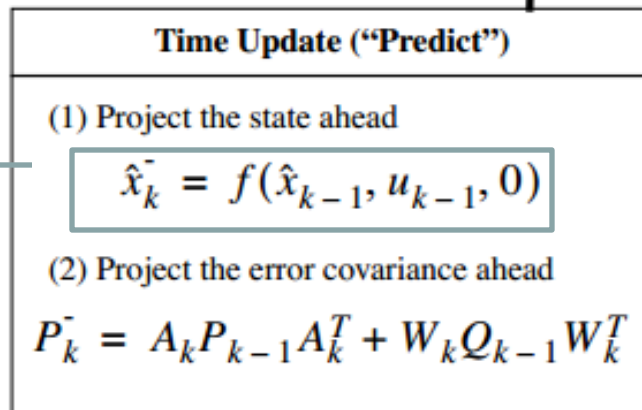 Time Update (“Predict”)
(1) Project the state ahead
x̂ₖ⁻ = f(x̂ₖ₋₁, uₖ₋₁, 0)
(2) Project the error covariance ahead
Pₖ⁻ = AₖPₖ₋₁Aₖᵀ + WₖQₖ₋₁Wₖᵀ